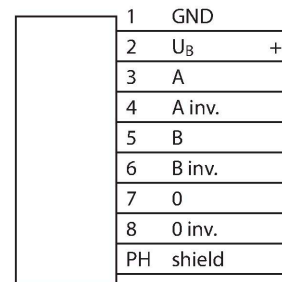 1 GND
2 U_B +
3 A
4 A inv.
5 B
6 B inv.
7 0
8 0 inv.
PH shield